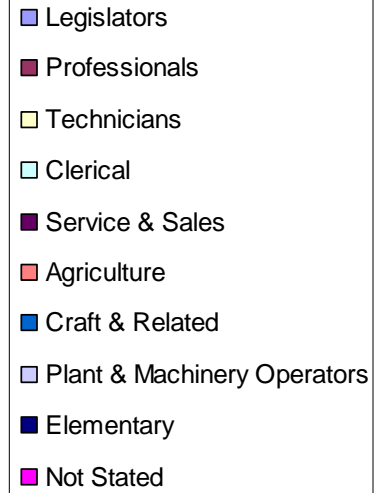 Legislators
Professionals
Technicians
Clerical
Service & Sales
Agriculture
Craft & Related
Plant & Machinery Operators
Elementary
Not Stated